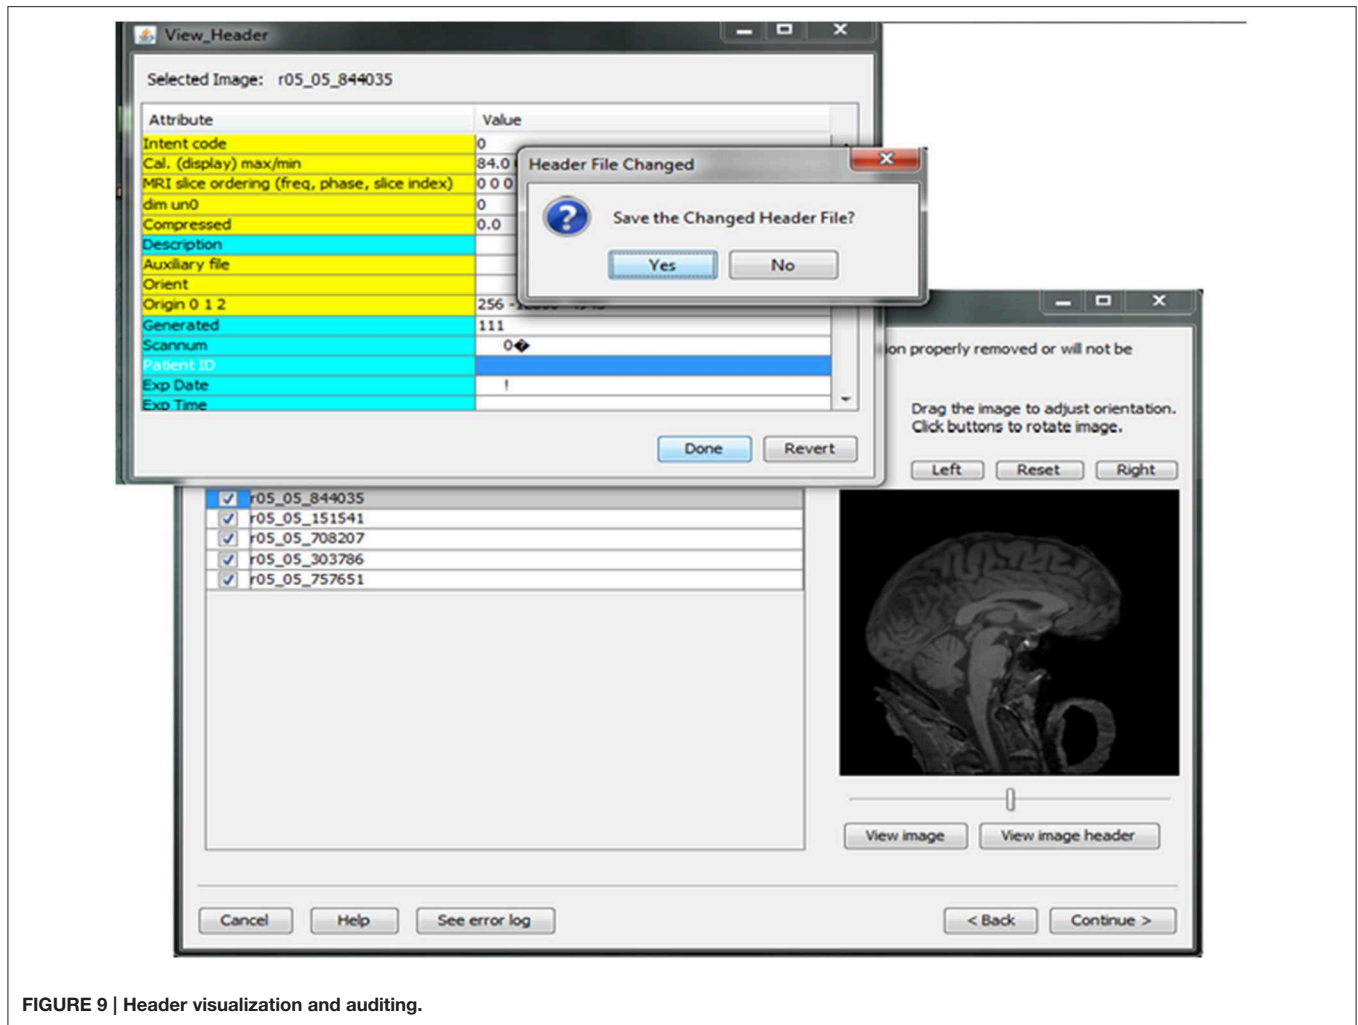 View_Header
Selected Image: r05_05_844035
Attribute Value
Intent code 0
Cal. (display) max/min 84.0
MRI slice ordering (freq, phase, slice index) 0 0 0
dim un0 0
Compressed 0.0
Description
Auxiliary file
Orient
Origin 0 1 2 256
Generated 111
Scannum 0�
Patient ID
Exp Date !
Exp Time
Done Revert
Header File Changed
Save the Changed Header File?
Yes No
ion properly removed or will not be
Drag the image to adjust orientation.
Click buttons to rotate image.
Left Reset Right
r05_05_844035
r05_05_151541
r05_05_708207
r05_05_303786
r05_05_757651
View image View image header
Cancel Help See error log < Back Continue >
FIGURE 9 | Header visualization and auditing.